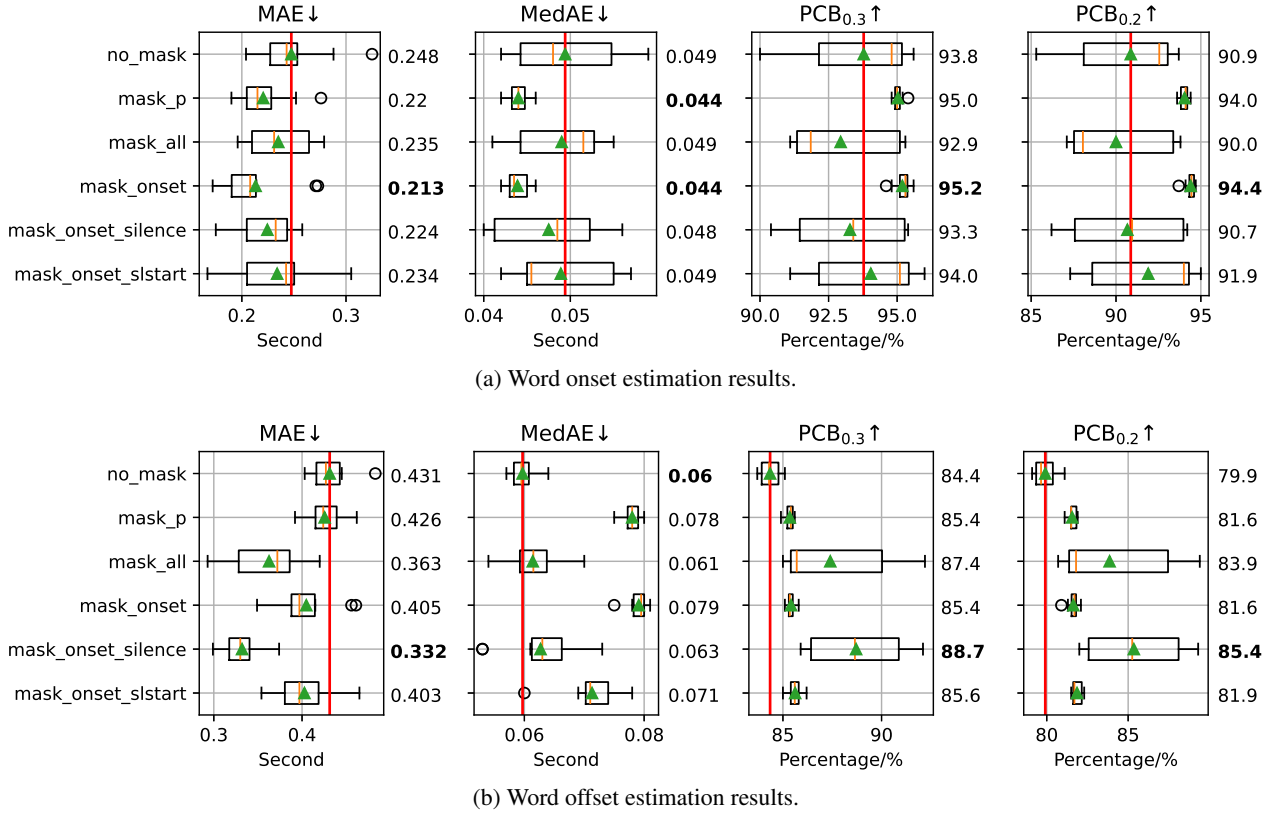 MAE↓ MedAE↓ PCB0.3↑ PCB0.2↑
no_mask 0.248 0.049 93.8 90.9
mask_p 0.22 0.044 95.0 94.0
mask_all 0.235 0.049 92.9 90.0
mask_onset 0.213 0.044 95.2 94.4
mask_onset_silence 0.224 0.048 93.3 90.7
mask_onset_slstart 0.234 0.049 94.0 91.9
0.2 0.3 0.04 0.05 90.0 92.5 95.0 85 90 95
Second Second Percentage/% Percentage/%
(a) Word onset estimation results.
MAE↓ MedAE↓ PCB0.3↑ PCB0.2↑
no_mask 0.431 0.06 84.4 79.9
mask_p 0.426 0.078 85.4 81.6
mask_all 0.363 0.061 87.4 83.9
mask_onset 0.405 0.079 85.4 81.6
mask_onset_silence 0.332 0.063 88.7 85.4
mask_onset_slstart 0.403 0.071 85.6 81.9
0.3 0.4 0.06 0.08 85 90 80 85
Second Second Percentage/% Percentage/%
(b) Word offset estimation results.